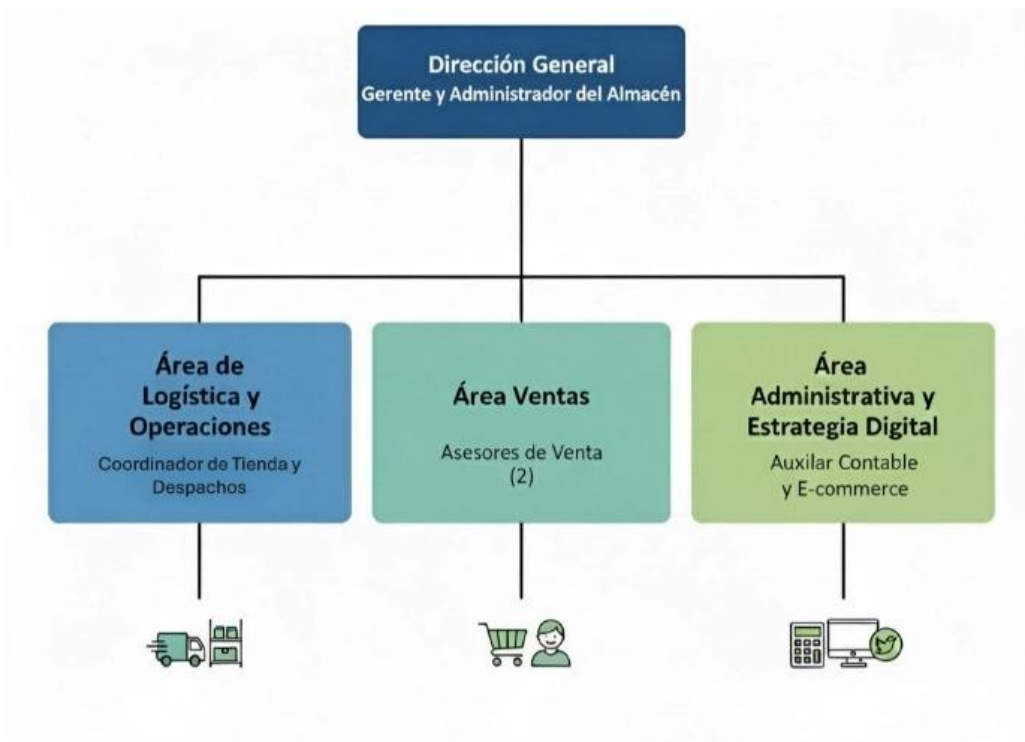 Dirección General
Gerente y Administrador del Almacén
Área de
Logística y
Operaciones
Coordinador de Tienda y
Despachos
Área Ventas
Asesores de Venta
(2)
Área
Administrativa y
Estrategia Digital
Auxilar Contable
y E-commerce